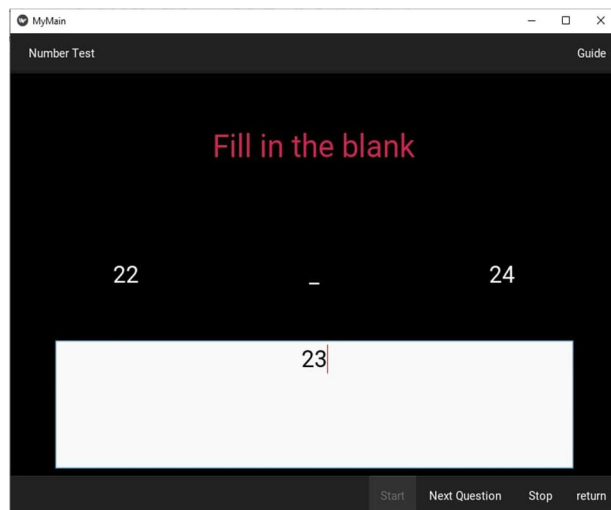 MyMain
Number Test Guide
Fill in the blank
22 _ 24
23
Start Next Question Stop return